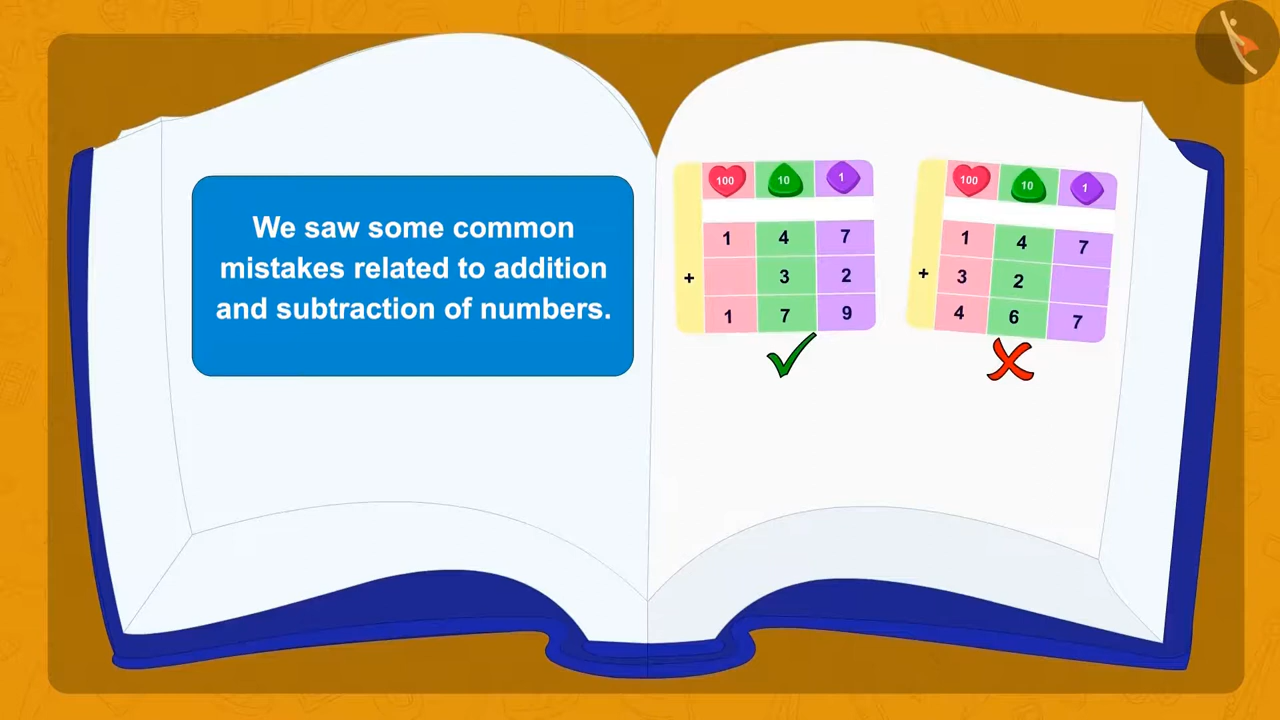 We saw some common
mistakes related to addition
and subtraction of numbers.
100 10 1
1 4 7
+ 3 2
1 7 9
100 10 1
1 4 7
+ 3 2
4 6 7